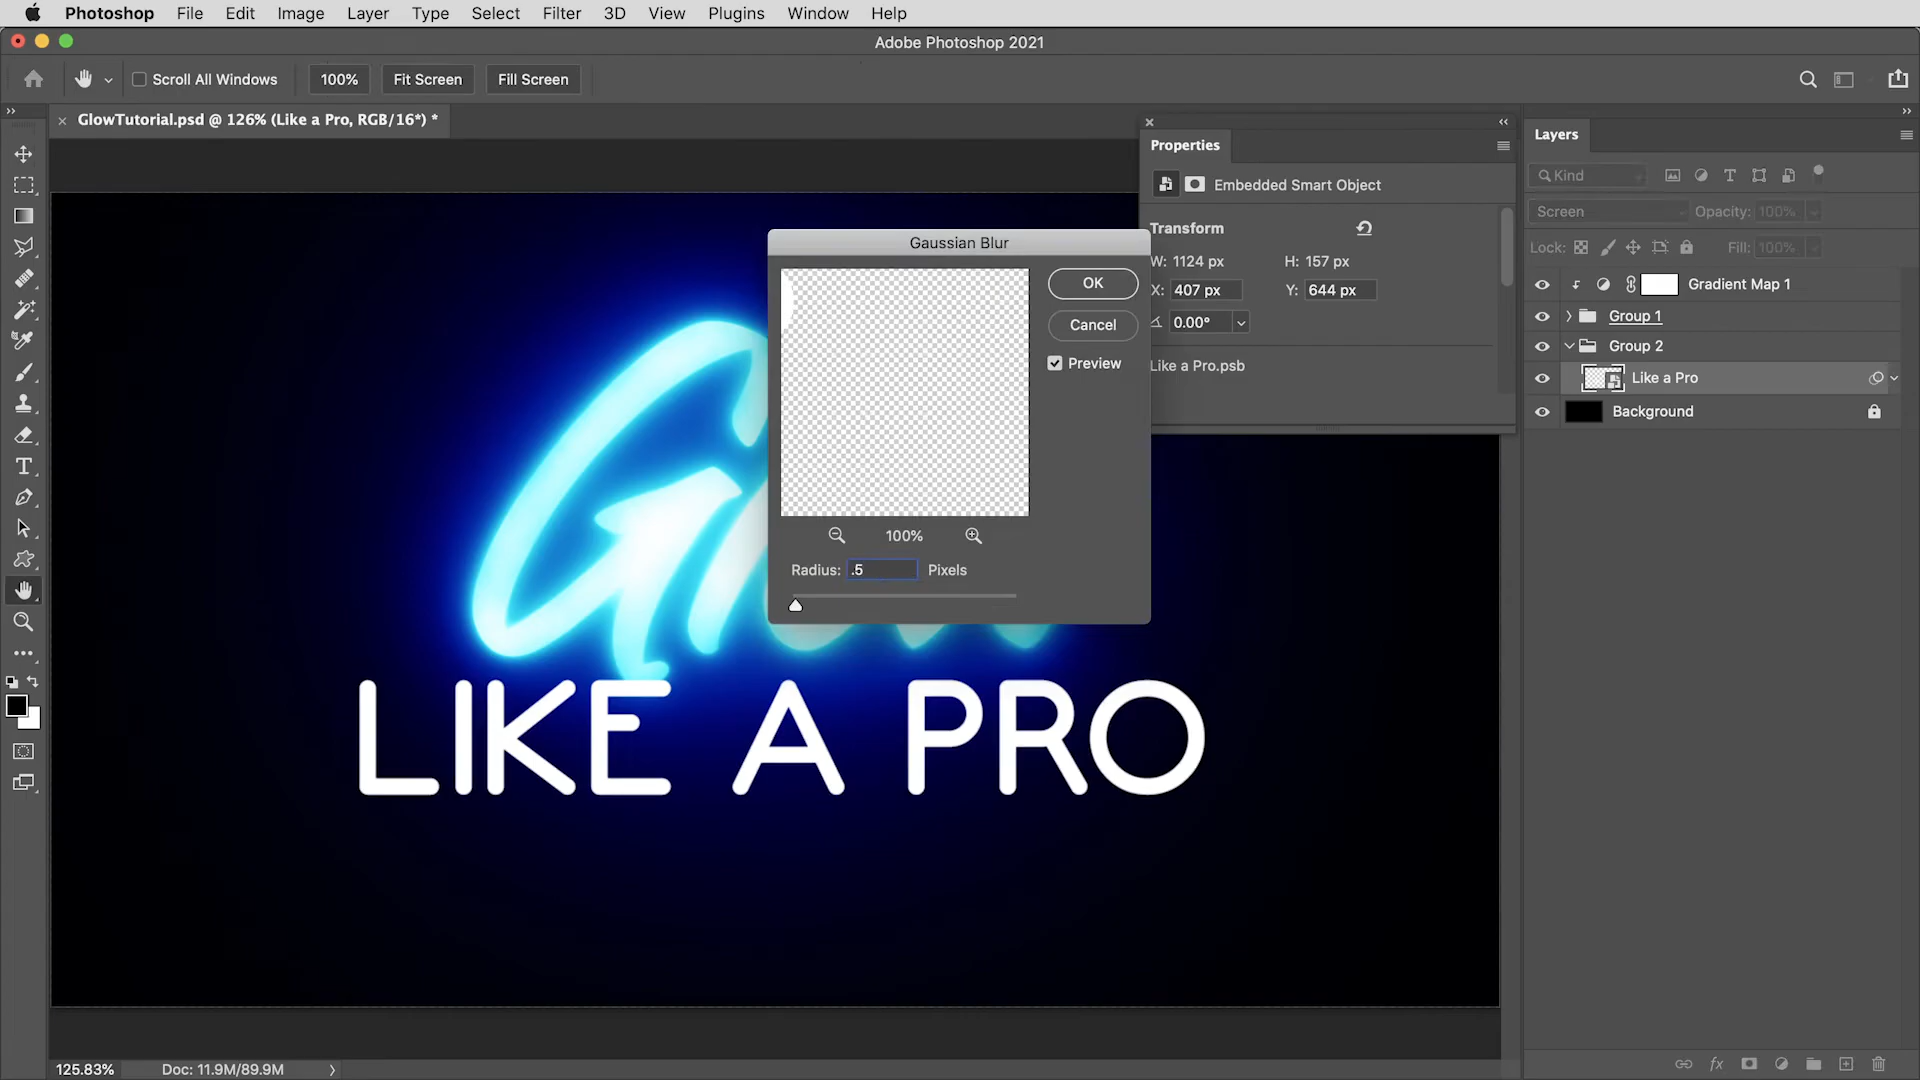 Photoshop File Edit Image Layer Type Select Filter 3D View Plugins Window Help
Adobe Photoshop 2021
Scroll All Windows 100% Fit Screen Fill Screen
GlowTutorial.psd @ 126% (Like a Pro, RGB/16*) *
Properties
Embedded Smart Object
Transform
W: 1124 px H: 157 px
X: 407 px Y: 644 px
0.00°
Like a Pro.psb
Gaussian Blur
OK
Cancel
Preview
100%
Radius: .5 Pixels
LIKE A PRO
Layers
Kind
Screen Opacity: 100%
Lock: Fill: 100%
Gradient Map 1
Group 1
Group 2
Like a Pro
Background
fx
125.83% Doc: 11.9M/89.9M